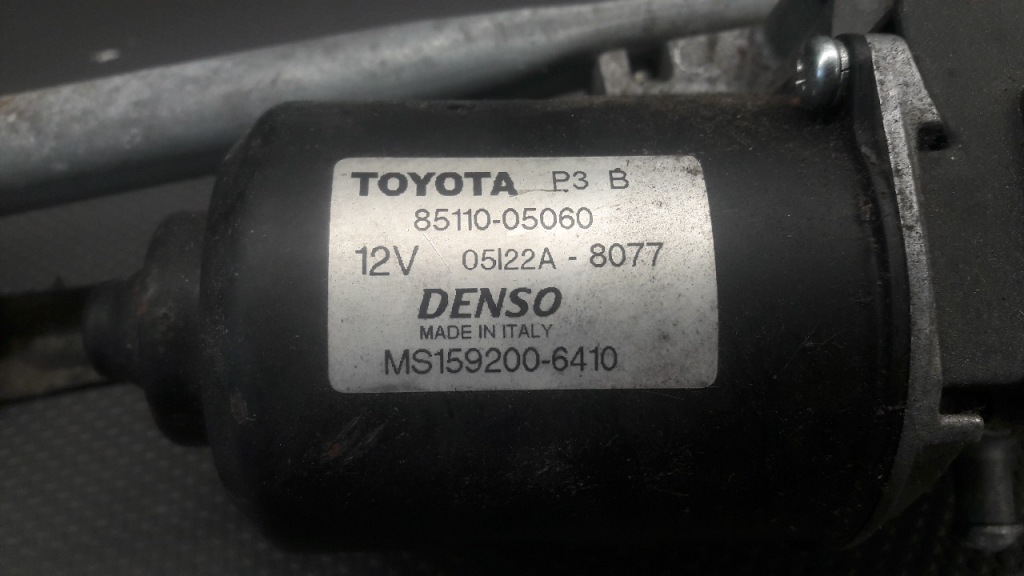 TOYOTA P3 B
85110-05060
12V 05I22A - 8077
DENSO
MADE IN ITALY
MS159200-6410